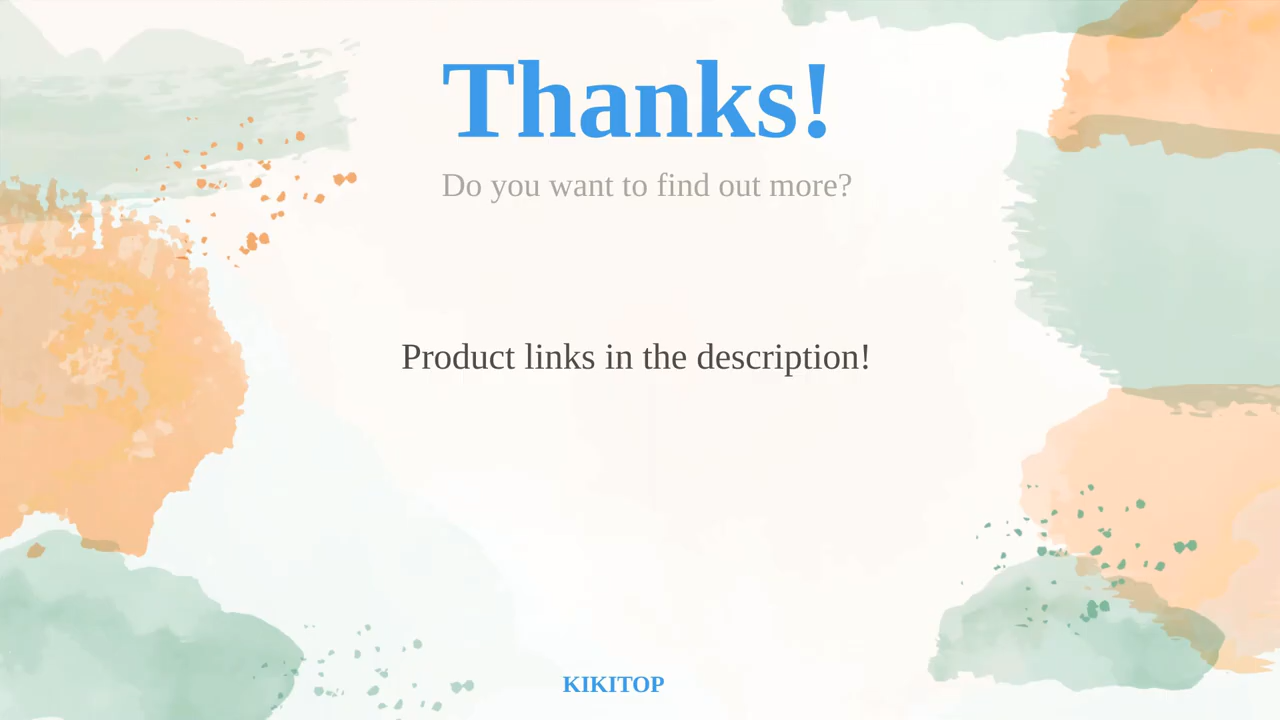 Thanks!
Do you want to find out more?
Product links in the description!
KIKITOP